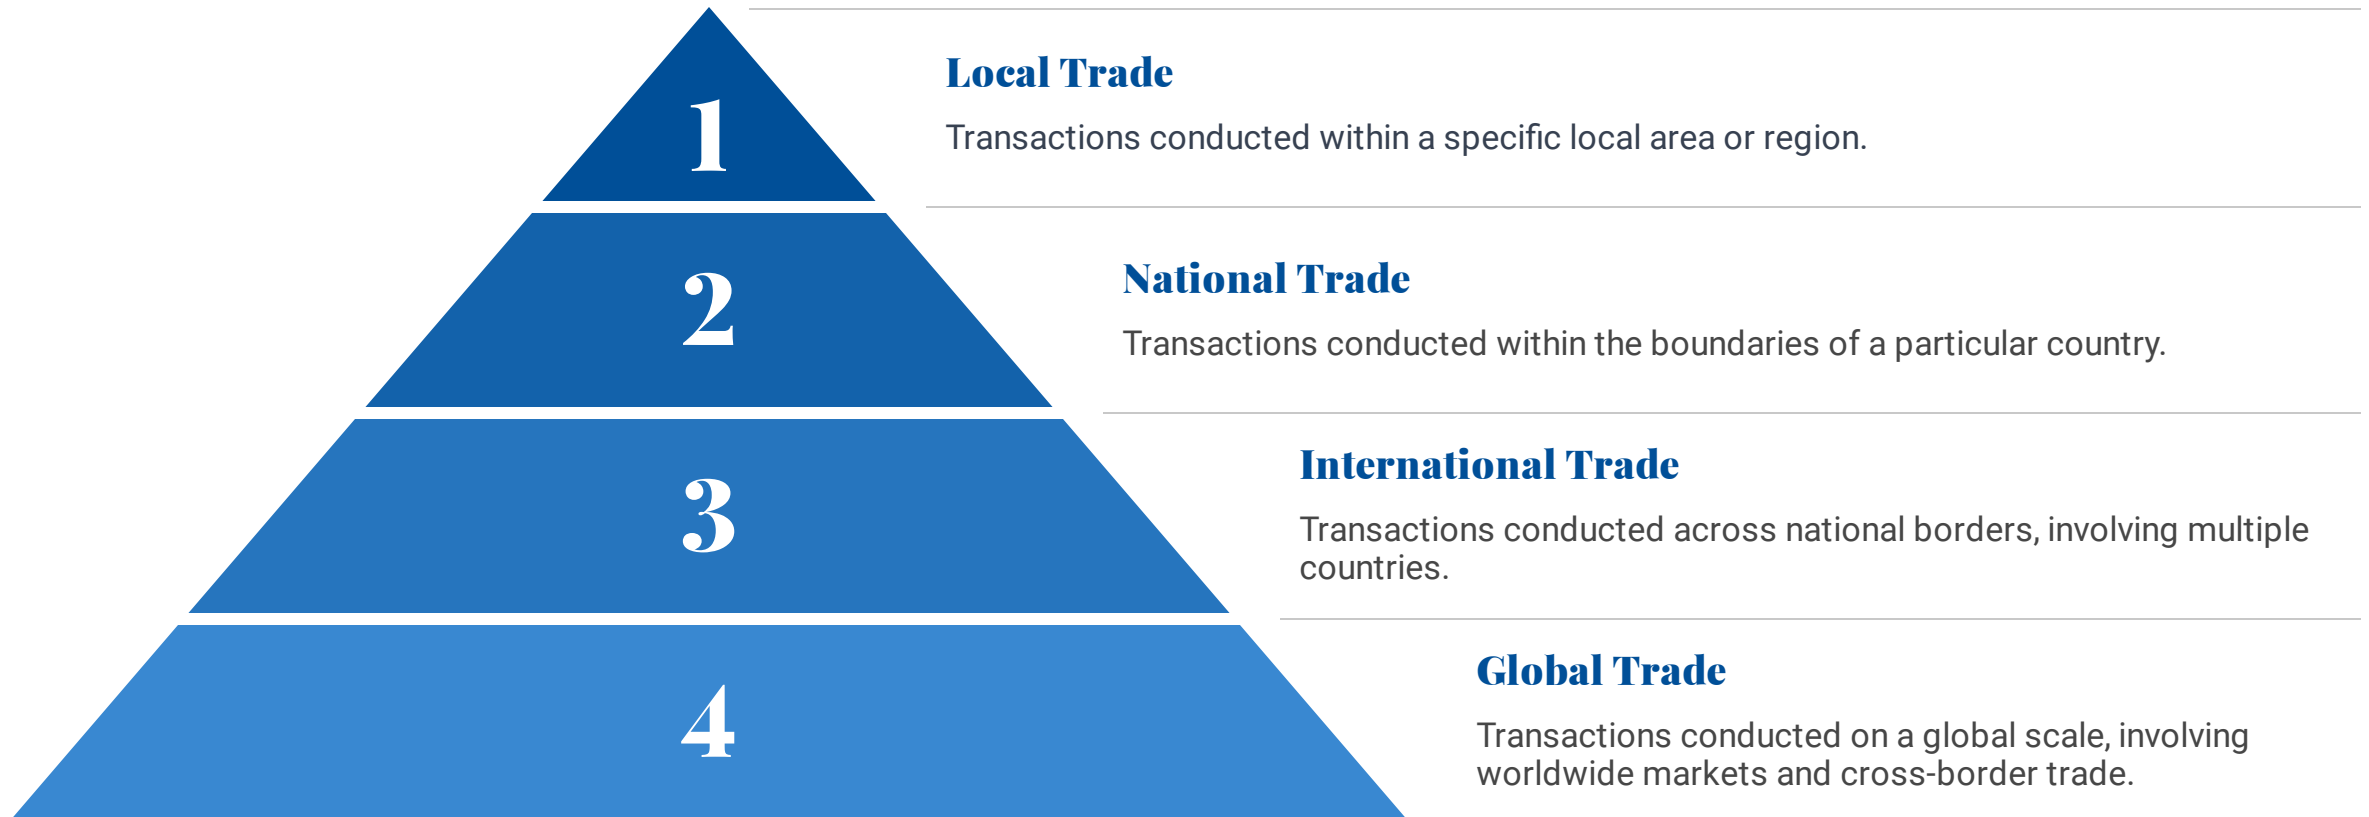 1
Local Trade
Transactions conducted within a specific local area or region.
2
National Trade
Transactions conducted within the boundaries of a particular country.
3
International Trade
Transactions conducted across national borders, involving multiple
countries.
4
Global Trade
Transactions conducted on a global scale, involving
worldwide markets and cross-border trade.